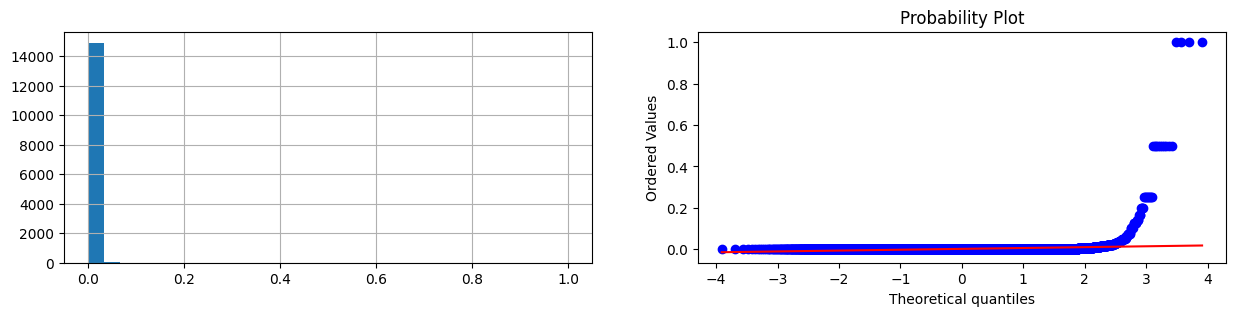 14000
12000
10000
8000
6000
4000
2000
0
0.0 0.2 0.4 0.6 0.8 1.0
Probability Plot
Ordered Values
1.0
0.8
0.6
0.4
0.2
0.0
−4 −3 −2 −1 0 1 2 3 4
Theoretical quantiles